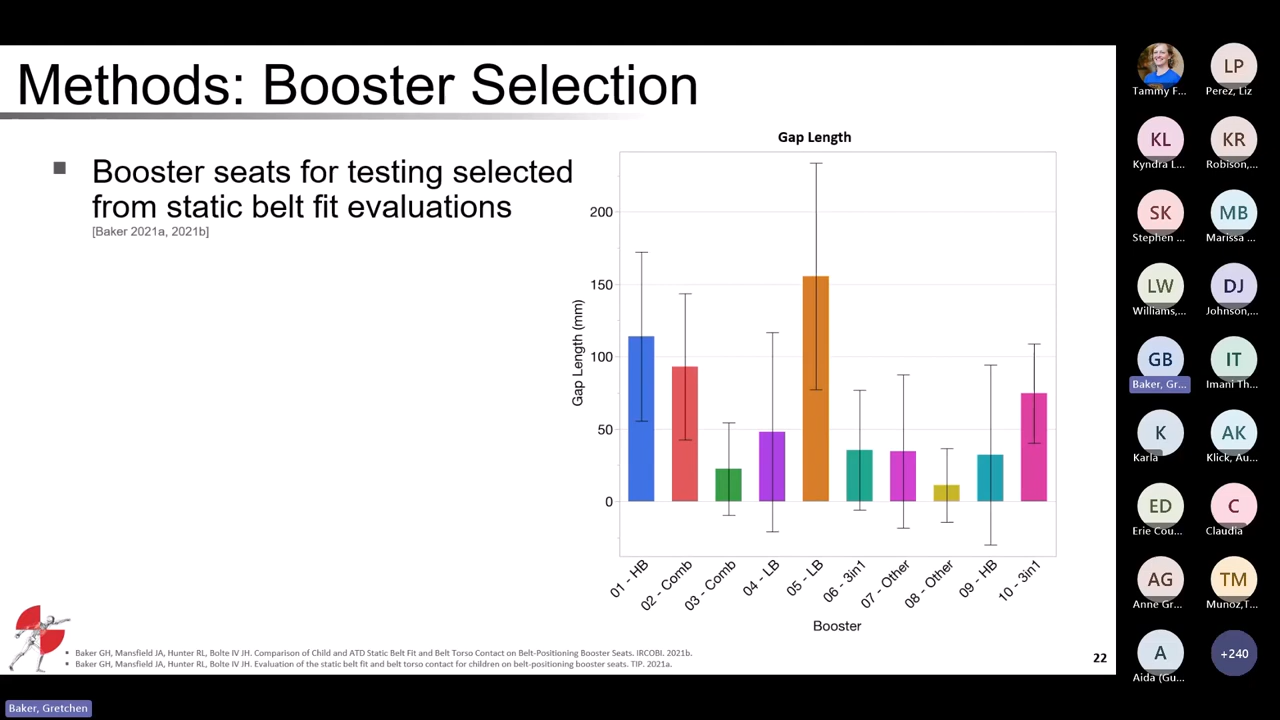 Methods: Booster Selection
Booster seats for testing selected
from static belt fit evaluations
[Baker 2021a, 2021b]
Gap Length
Gap Length (mm)
200
150
100
50
0
01 - HB
02 - Comb
03 - Comb
04 - LB
05 - LB
06 - 3in1
07 - Other
08 - Other
09 - HB
10 - 3in1
Booster
Baker GH, Mansfield JA, Hunter RL, Bolte IV JH. Comparison of Child and ATD Static Belt Fit and Belt Torso Contact on Belt-Positioning Booster Seats. IRCOBI. 2021b.
Baker GH, Mansfield JA, Hunter RL, Bolte IV JH. Evaluation of the static belt fit and belt torso contact for children on belt-positioning booster seats. TIP. 2021a.
22
Tammy F...
LP
Perez, Liz
KL
Kyndra L...
KR
Robison,...
SK
Stephen ...
MB
Marissa ...
LW
Williams,...
DJ
Johnson,...
GB
Baker, Gr...
IT
Imani Th...
K
Karla
AK
Klick, Au...
ED
Erie Cou...
C
Claudia
AG
Anne Gr...
TM
Munoz,T...
A
Aida (Gu...
+240
Baker, Gretchen